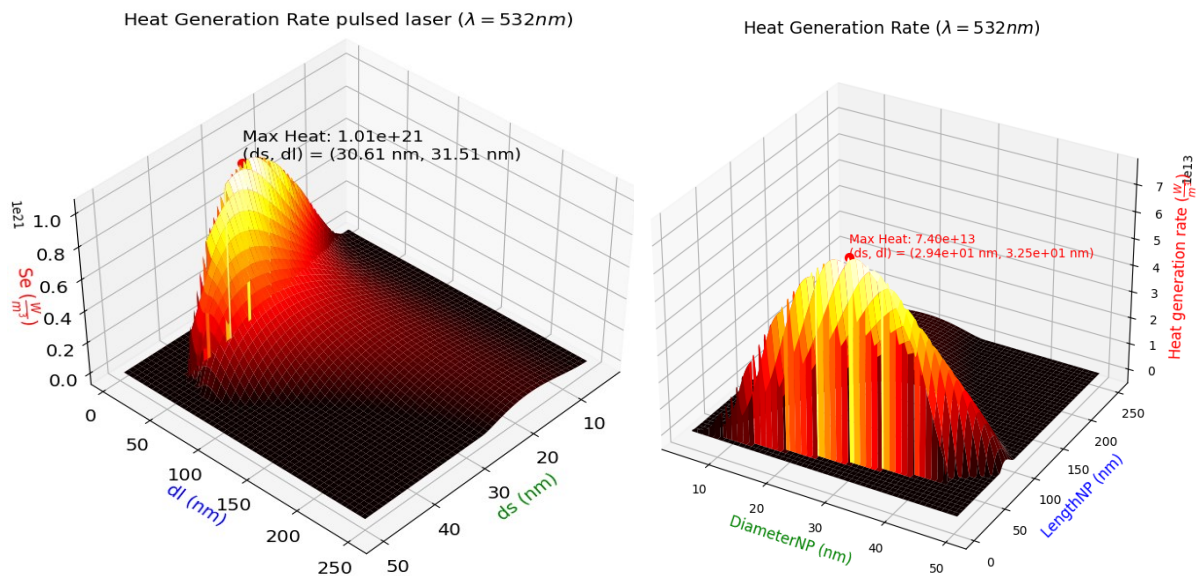 Heat Generation Rate pulsed laser (λ = 532nm)
Max Heat: 1.01e+21
(ds, dl) = (30.61 nm, 31.51 nm)
1e21
1.0
0.8
0.6
0.4
0.2
0.0
Se (W/m³)
0
50
100
150
200
250
dl (nm)
10
20
30
40
50
ds (nm)
Heat Generation Rate (λ = 532nm)
Max Heat: 7.40e+13
(ds, dl) = (2.94e+01 nm, 3.25e+01 nm)
1e13
7
6
5
4
3
2
1
0
Heat generation rate (W/m)
10
20
30
40
50
DiameterNP (nm)
0
50
100
150
200
250
LengthNP (nm)